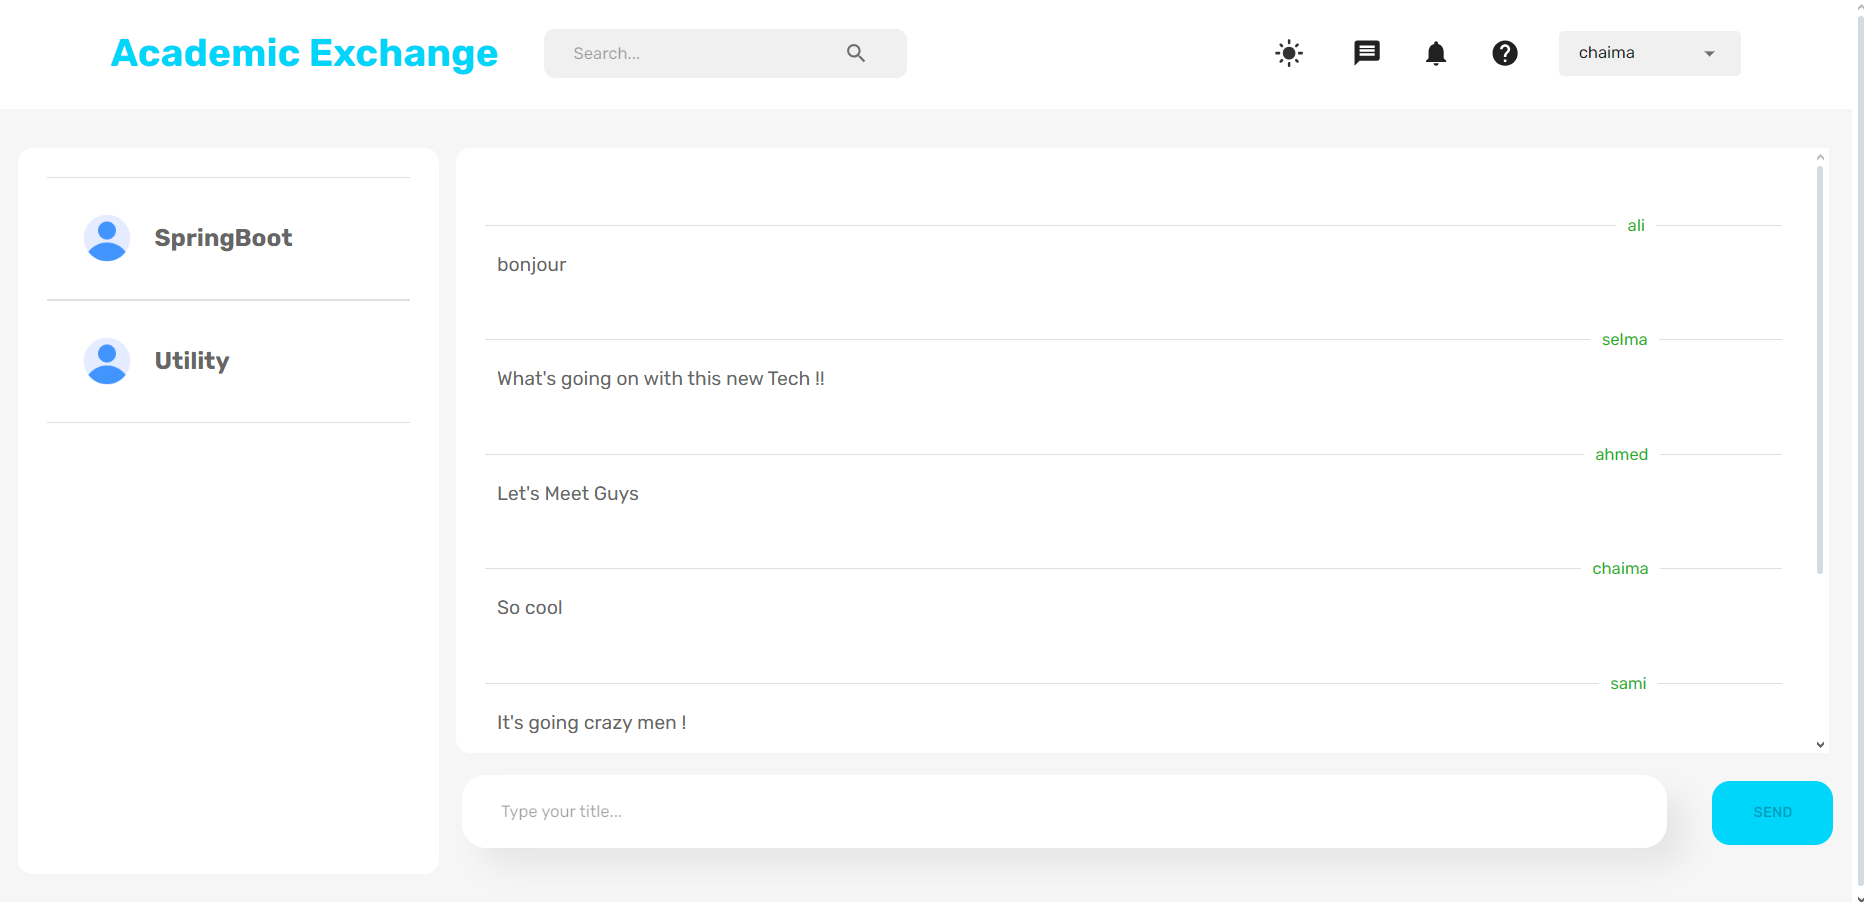 Academic Exchange
Search...
chaima
SpringBoot
Utility
ali
bonjour
selma
What's going on with this new Tech !!
ahmed
Let's Meet Guys
chaima
So cool
sami
It's going crazy men !
Type your title...
SEND